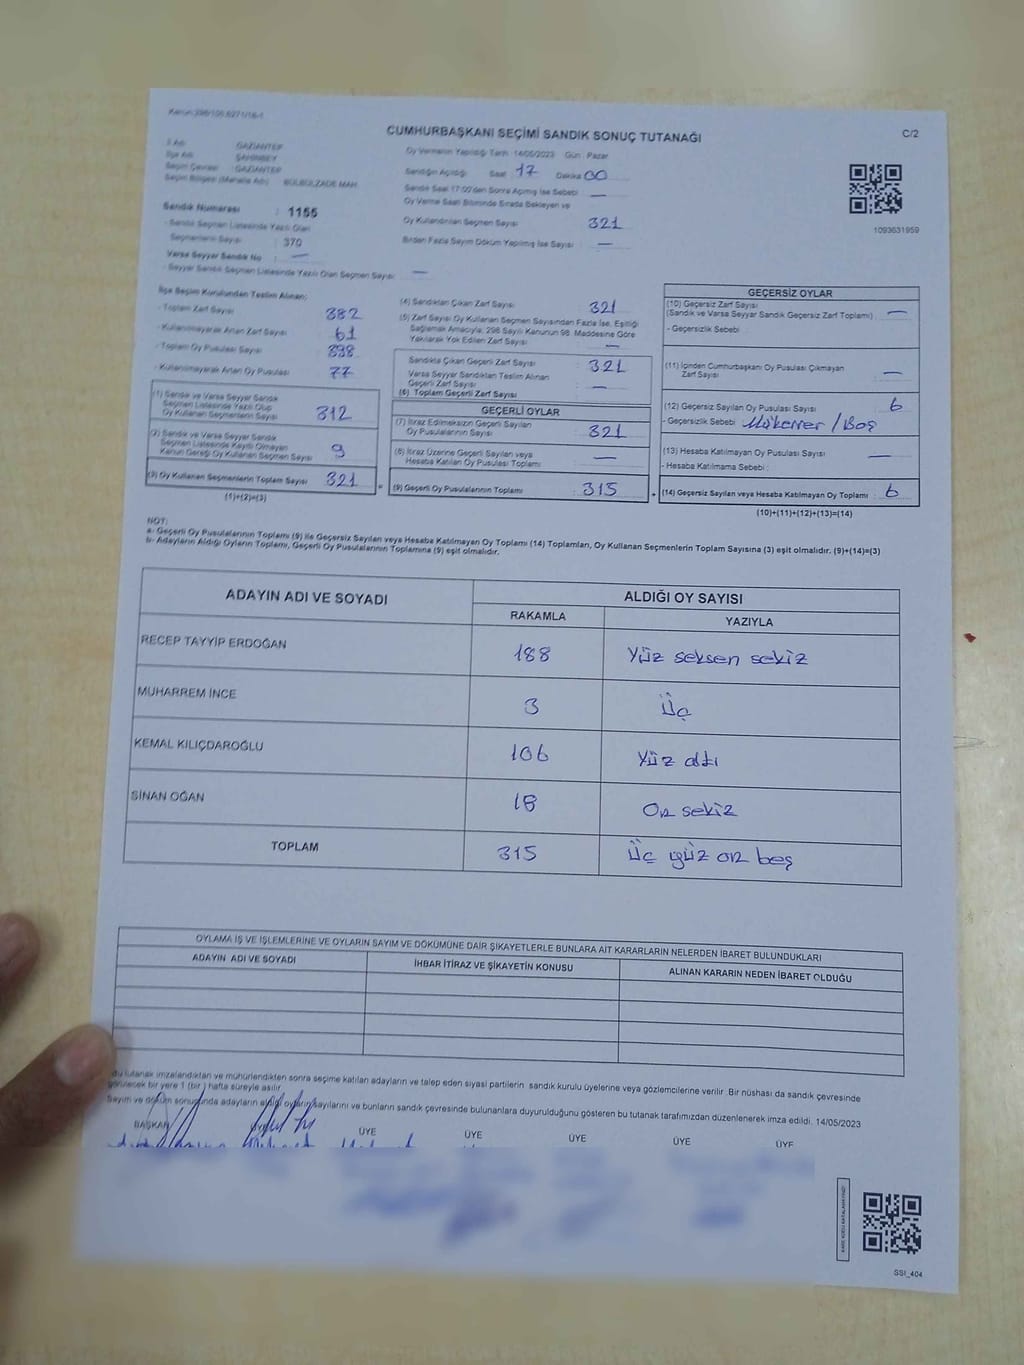 Kanun:298/105,6271/16-1
CUMHURBAŞKANI SEÇİMİ SANDIK SONUÇ TUTANAĞI
C/2
İl Adı : GAZİANTEP
İlçe Adı : ŞAHİNBEY
Seçim Çevresi : GAZİANTEP
Seçim Bölgesi (Mahalle Adı) : BÜLBÜLZADE MAH.
Oy Vermenin Yapıldığı Tarih : 14/05/2023 Gün : Pazar
Sandığın Açıldığı Saat : 17 Dakika : 00
Sandık Saat 17:00'den Sonra Açılmış İse Sebebi : —
Oy Verme Saati Bitiminde Sırada Bekleyen ve
Oy Kullandırılan Seçmen Sayısı : 321
Birden Fazla Sayım Döküm Yapılmış İse Sayısı : —
1093631959
Sandık Numarası : 1155
- Sandık Seçmen Listesinde Yazılı Olan
Seçmenlerin Sayısı : 370
Varsa Seyyar Sandık No : —
- Seyyar Sandık Seçmen Listesinde Yazılı Olan Seçmen Sayısı : —
İlçe Seçim Kurulundan Teslim Alınan;
- Toplam Zarf Sayısı : 382
- Kullanılmayarak Artan Zarf Sayısı : 61
- Toplam Oy Pusulası Sayısı : 398
- Kullanılmayarak Artan Oy Pusulası : 77
(1) Sandık ve Varsa Seyyar Sandık
Seçmen Listesinde Yazılı Olup
Oy Kullanan Seçmenlerin Sayısı : 312
(2) Sandık ve Varsa Seyyar Sandık
Seçmen Listesinde Kayıtlı Olmayan
Kanun Gereği Oy Kullanan Seçmen Sayısı : 9
(3) Oy Kullanan Seçmenlerin Toplam Sayısı : 321
(1)+(2)=(3)
(4) Sandıktan Çıkan Zarf Sayısı : 321
(5) Zarf Sayısı Oy Kullanan Seçmen Sayısından Fazla İse, Eşitliği
Sağlamak Amacıyla; 298 Sayılı Kanunun 98. Maddesine Göre
Yakılarak Yok Edilen Zarf Sayısı : —
Sandıkta Çıkan Geçerli Zarf Sayısı : 321
Varsa Seyyar Sandıktan Teslim Alınan
Geçerli Zarf Sayısı : —
(6) Toplam Geçerli Zarf Sayısı :
GEÇERLİ OYLAR
(7) İtiraz Edilmeksizin Geçerli Sayılan
Oy Pusulalarının Sayısı : 321
(8) İtiraz Üzerine Geçerli Sayılan veya
Hesaba Katılan Oy Pusulası Toplamı : —
= (9) Geçerli Oy Pusulalarının Toplamı : 315 +
GEÇERSİZ OYLAR
(10) Geçersiz Zarf Sayısı
(Sandık ve Varsa Seyyar Sandık Geçersiz Zarf Toplamı) : —
- Geçersizlik Sebebi :
(11) İçinden Cumhurbaşkanı Oy Pusulası Çıkmayan
Zarf Sayısı : —
(12) Geçersiz Sayılan Oy Pusulası Sayısı : 6
- Geçersizlik Sebebi : Mükerrer / Boş
(13) Hesaba Katılmayan Oy Pusulası Sayısı : —
- Hesaba Katılmama Sebebi :
(14) Geçersiz Sayılan veya Hesaba Katılmayan Oy Toplamı : 6
(10)+(11)+(12)+(13)=(14)
NOT:
a- Geçerli Oy Pusulalarının Toplamı (9) ile Geçersiz Sayılan veya Hesaba Katılmayan Oy Toplamı (14) Toplamları, Oy Kullanan Seçmenlerin Toplam Sayısına (3) eşit olmalıdır. (9)+(14)=(3)
b- Adayların Aldığı Oyların Toplamı, Geçerli Oy Pusulalarının Toplamına (9) eşit olmalıdır.
ADAYIN ADI VE SOYADI
ALDIĞI OY SAYISI
RAKAMLA YAZIYLA
RECEP TAYYİP ERDOĞAN 188 Yüz seksen sekiz
MUHARREM İNCE 3 Üç
KEMAL KILIÇDAROĞLU 106 Yüz altı
SİNAN OĞAN 18 On sekiz
TOPLAM 315 Üç yüz on beş
OYLAMA İŞ VE İŞLEMLERİNE VE OYLARIN SAYIM VE DÖKÜMÜNE DAİR ŞİKAYETLERLE BUNLARA AİT KARARLARIN NELERDEN İBARET BULUNDUKLARI
ADAYIN ADI VE SOYADI İHBAR İTİRAZ VE ŞİKAYETİN KONUSU ALINAN KARARIN NEDEN İBARET OLDUĞU
Bu tutanak imzalandıktan ve mühürlendikten sonra seçime katılan adayların ve talep eden siyasi partilerin sandık kurulu üyelerine veya gözlemcilerine verilir. Bir nüshası da sandık çevresinde
görülecek bir yere 1 (bir) hafta süreyle asılır.
Sayım ve döküm sonucunda adayların aldığı oyların sayılarını ve bunların sandık çevresinde bulunanlara duyurulduğunu gösteren bu tutanak tarafımızdan düzenlenerek imza edildi. 14/05/2023
BAŞKAN ÜYE ÜYE ÜYE ÜYE ÜYE
SSİ_404